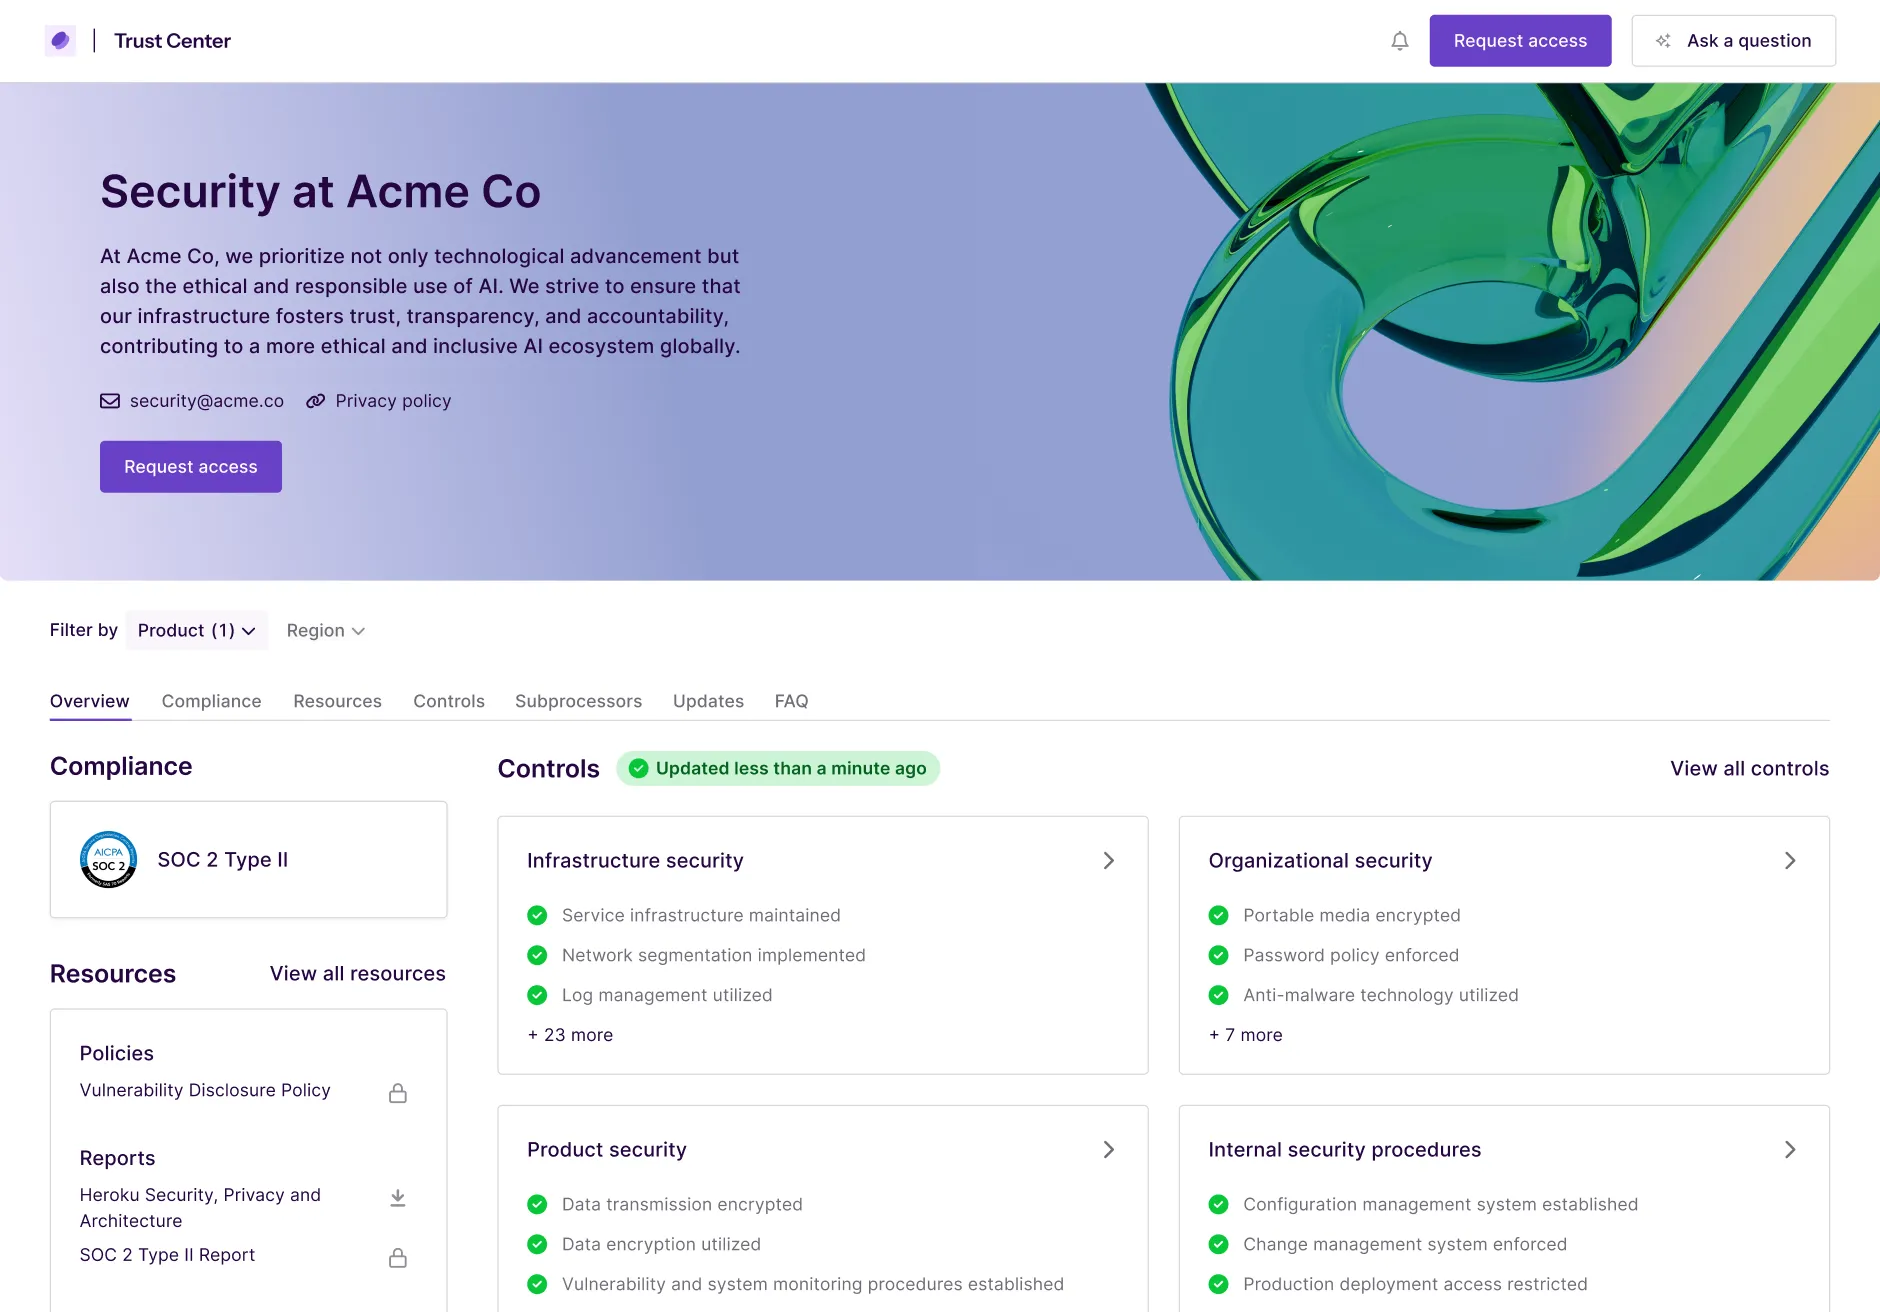 Trust Center
Request access
Ask a question
Security at Acme Co
At Acme Co, we prioritize not only technological advancement but
also the ethical and responsible use of AI. We strive to ensure that
our infrastructure fosters trust, transparency, and accountability,
contributing to a more ethical and inclusive AI ecosystem globally.
security@acme.co
Privacy policy
Request access
Filter by
Product (1)
Region
Overview
Compliance
Resources
Controls
Subprocessors
Updates
FAQ
Compliance
AICPA
SOC 2
SOC 2 Type II
Resources
View all resources
Policies
Vulnerability Disclosure Policy
Reports
Heroku Security, Privacy and
Architecture
SOC 2 Type II Report
Controls
Updated less than a minute ago
View all controls
Infrastructure security
Service infrastructure maintained
Network segmentation implemented
Log management utilized
+ 23 more
Organizational security
Portable media encrypted
Password policy enforced
Anti-malware technology utilized
+ 7 more
Product security
Data transmission encrypted
Data encryption utilized
Vulnerability and system monitoring procedures established
Internal security procedures
Configuration management system established
Change management system enforced
Production deployment access restricted